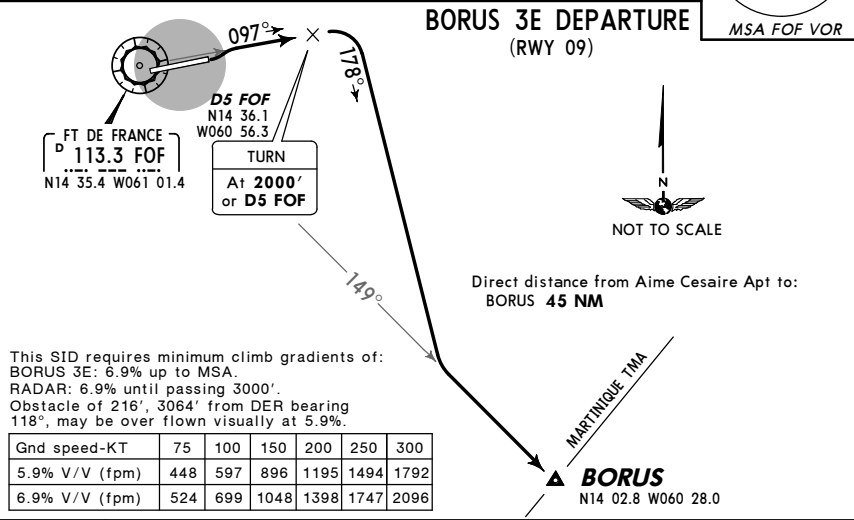 BORUS 3E DEPARTURE
(RWY 09)
MSA FOF VOR
097°
178°
D5 FOF
N14 36.1
W060 56.3
FT DE FRANCE
D 113.3 FOF
N14 35.4 W061 01.4
TURN
At 2000'
or D5 FOF
N
NOT TO SCALE
149°
Direct distance from Aime Cesaire Apt to:
BORUS 45 NM
This SID requires minimum climb gradients of:
BORUS 3E: 6.9% up to MSA.
RADAR: 6.9% until passing 3000'.
Obstacle of 216', 3064' from DER bearing
118°, may be over flown visually at 5.9%.
Gnd speed-KT 75 100 150 200 250 300
5.9% V/V (fpm) 448 597 896 1195 1494 1792
6.9% V/V (fpm) 524 699 1048 1398 1747 2096
MARTINIQUE TMA
BORUS
N14 02.8 W060 28.0